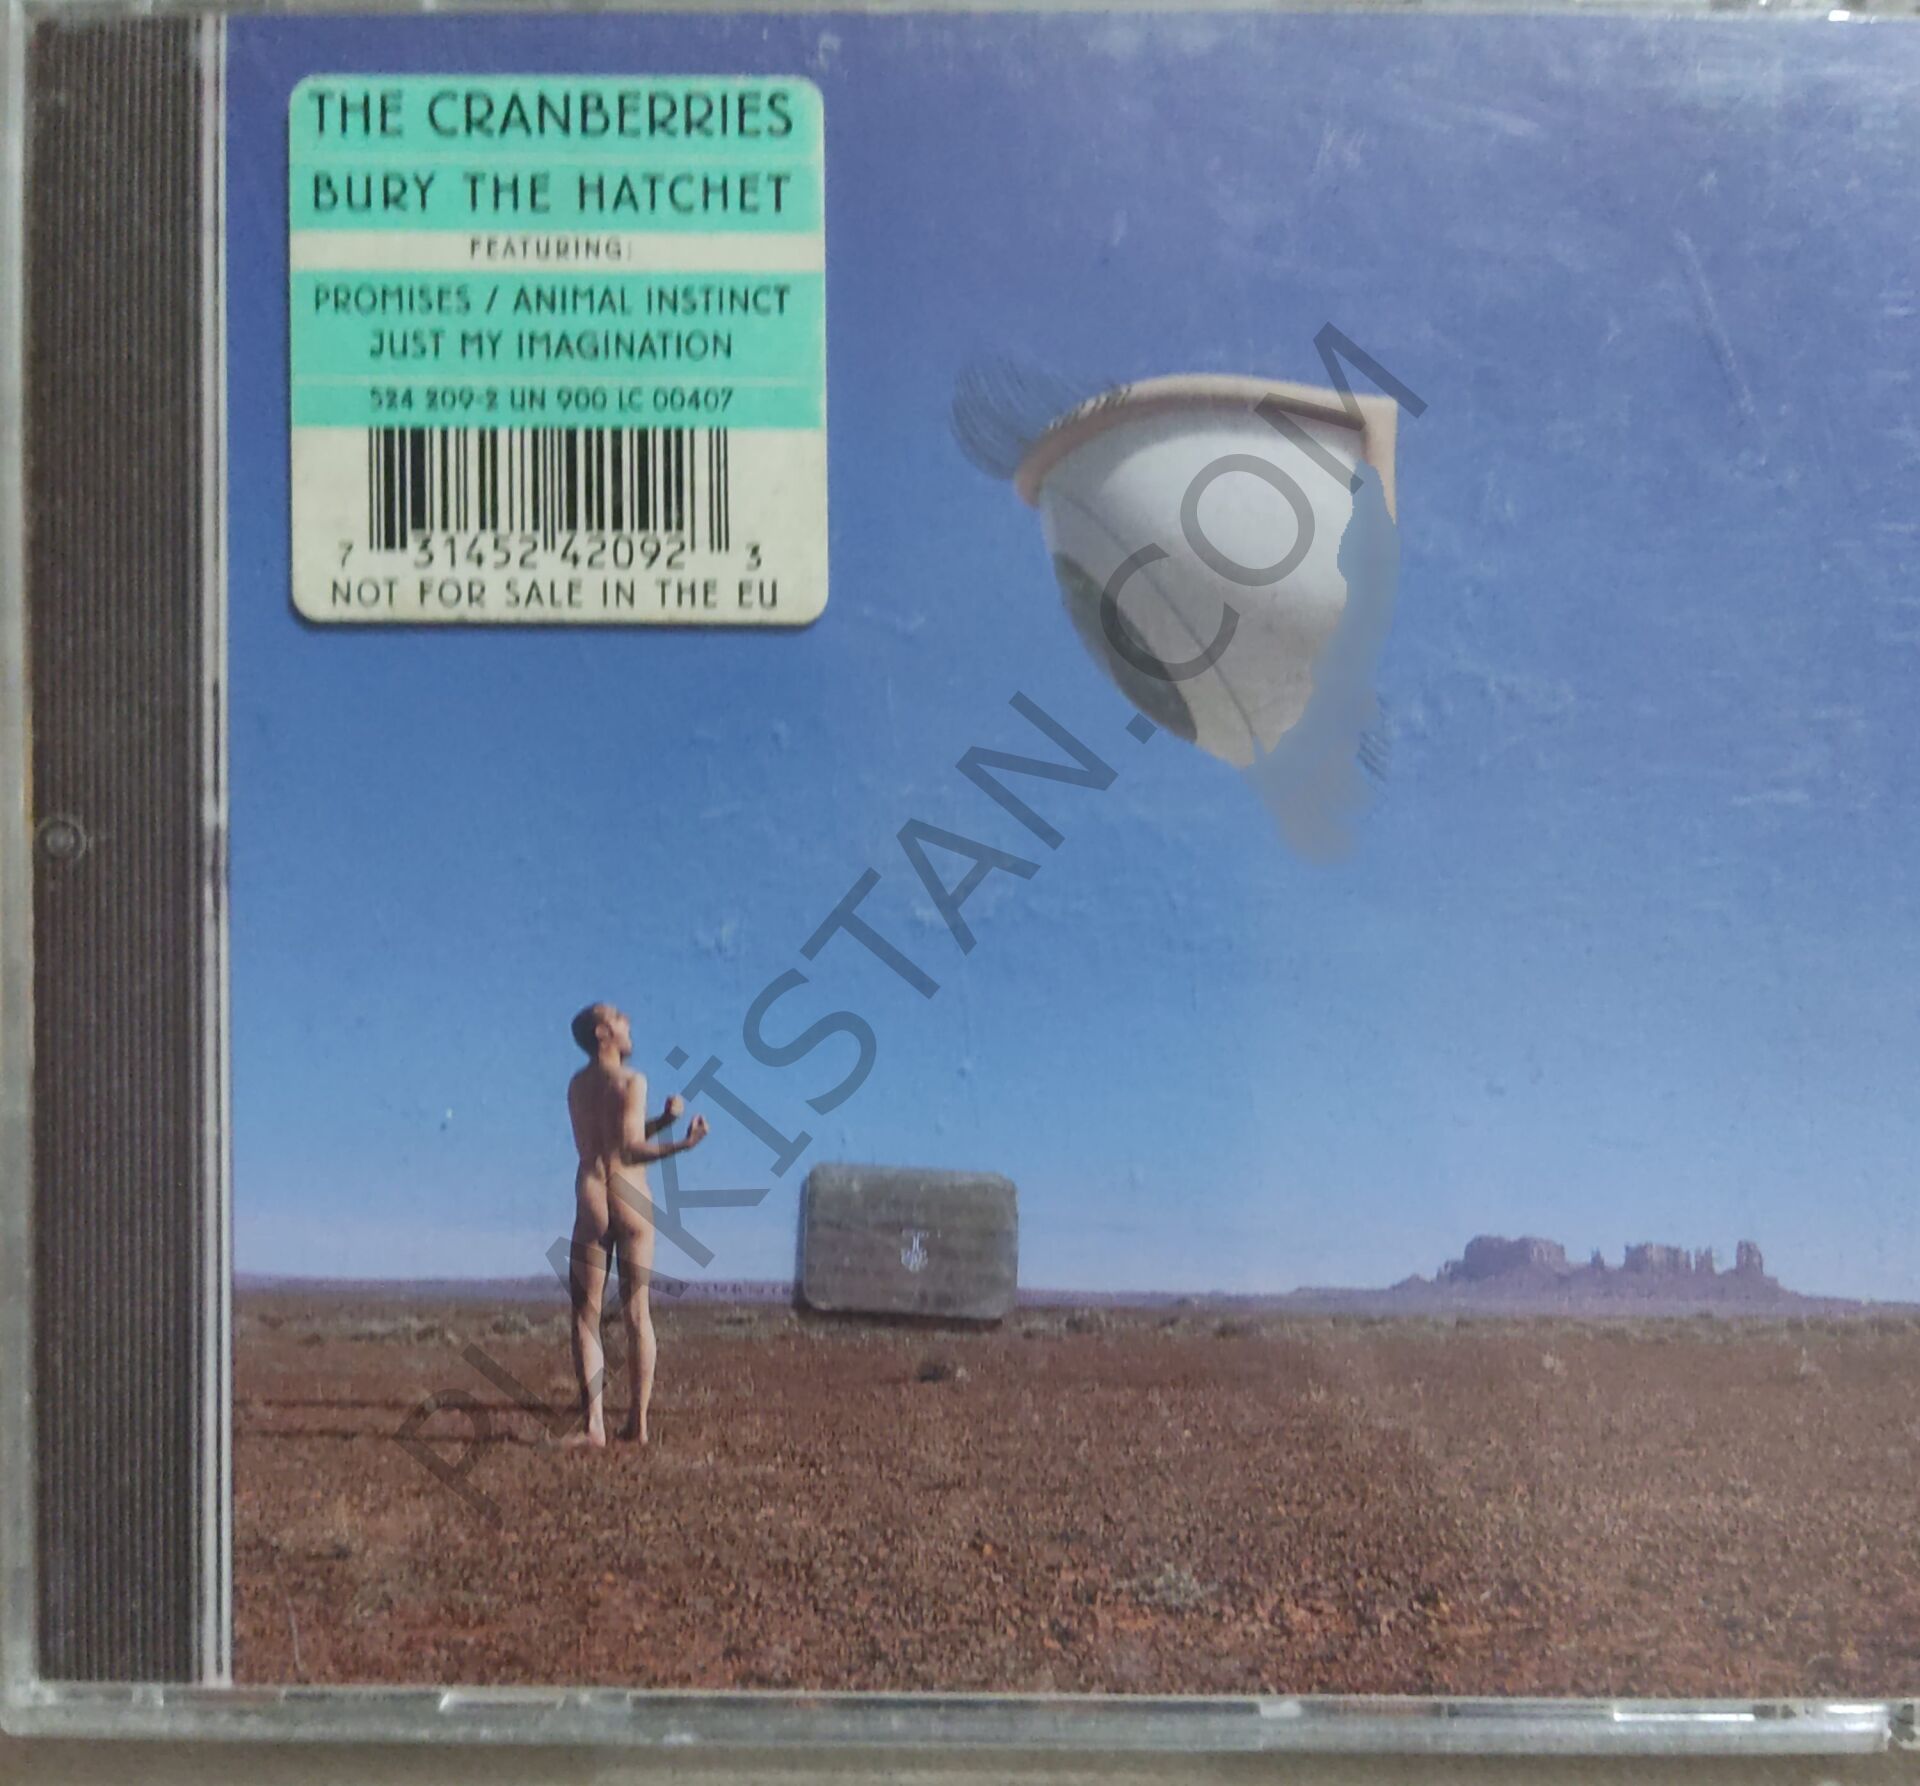 THE CRANBERRIES
BURY THE HATCHET
FEATURING:
PROMISES / ANIMAL INSTINCT
JUST MY IMAGINATION
524 209-2 UN 900 LC 00407
7 31452 42092 3
NOT FOR SALE IN THE EU
PLAKİSTAN.COM